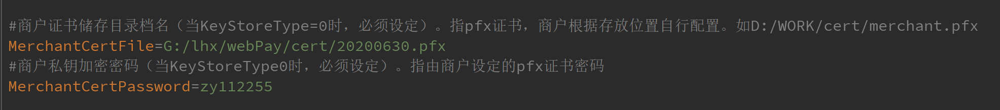 #商户证书储存目录档名（当KeyStoreType=0时，必须设定）。指pfx证书，商户根据存放位置自行配置。如D:/WORK/cert/merchant.pfx
MerchantCertFile=G:/lhx/webPay/cert/20200630.pfx
#商户私钥加密密码（当KeyStoreType0时，必须设定）。指由商户设定的pfx证书密码
MerchantCertPassword=zy112255